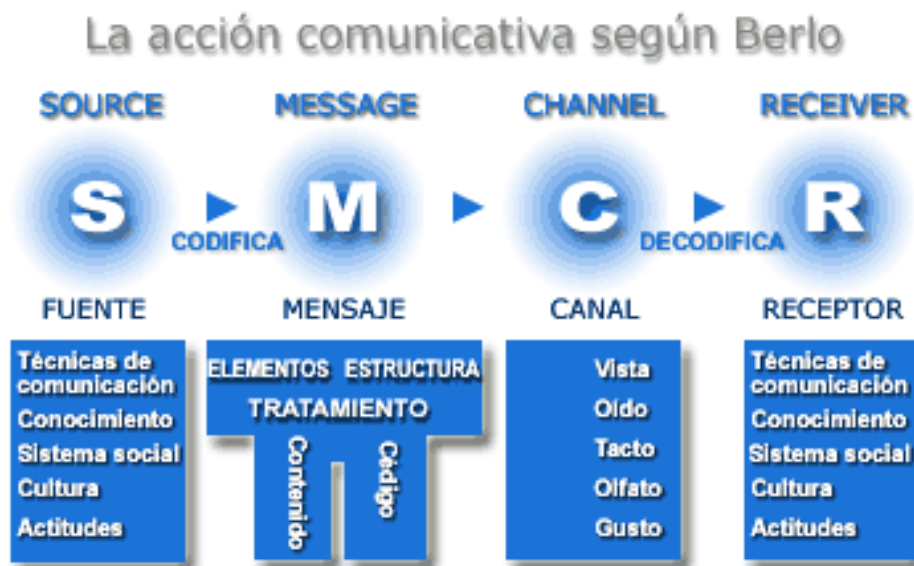 La acción comunicativa según Berlo
SOURCE MESSAGE CHANNEL RECEIVER
S M C R
CODIFICA DECODIFICA
FUENTE MENSAJE CANAL RECEPTOR
Técnicas de
comunicación
Conocimiento
Sistema social
Cultura
Actitudes
ELEMENTOS ESTRUCTURA
TRATAMIENTO
Contenido
Código
Vista
Oído
Tacto
Olfato
Gusto
Técnicas de
comunicación
Conocimiento
Sistema social
Cultura
Actitudes